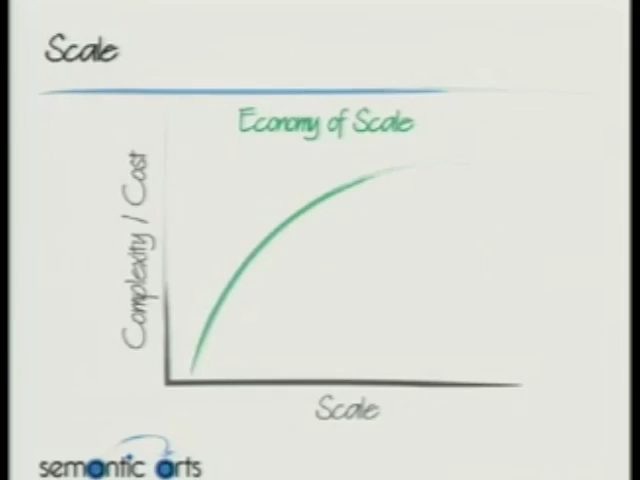 Scale
Economy of Scale
Complexity / Cost
Scale
semantic arts